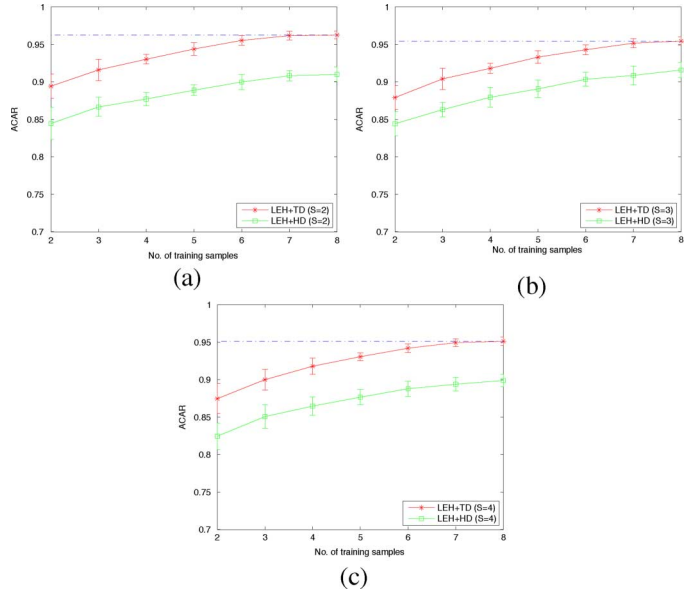 1
0.95
0.9
0.85
0.8
0.75
0.7
ACAR
LEH+TD (S=2)
LEH+HD (S=2)
2 3 4 5 6 7 8
No. of training samples
(a)
1
0.95
0.9
0.85
0.8
0.75
0.7
ACAR
LEH+TD (S=3)
LEH+HD (S=3)
2 3 4 5 6 7 8
No. of training samples
(b)
1
0.95
0.9
0.85
0.8
0.75
0.7
ACAR
LEH+TD (S=4)
LEH+HD (S=4)
2 3 4 5 6 7 8
No. of training samples
(c)